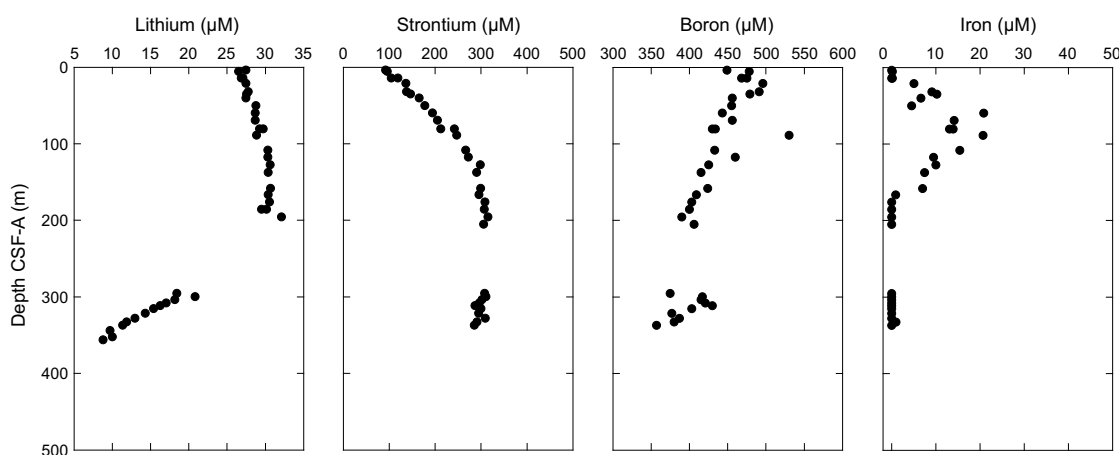 Lithium (µM)
Strontium (µM)
Boron (µM)
Iron (µM)
5 10 15 20 25 30 35
0 100 200 300 400 500
300 350 400 450 500 550 600
0 10 20 30 40 50
Depth CSF-A (m)
0
100
200
300
400
500